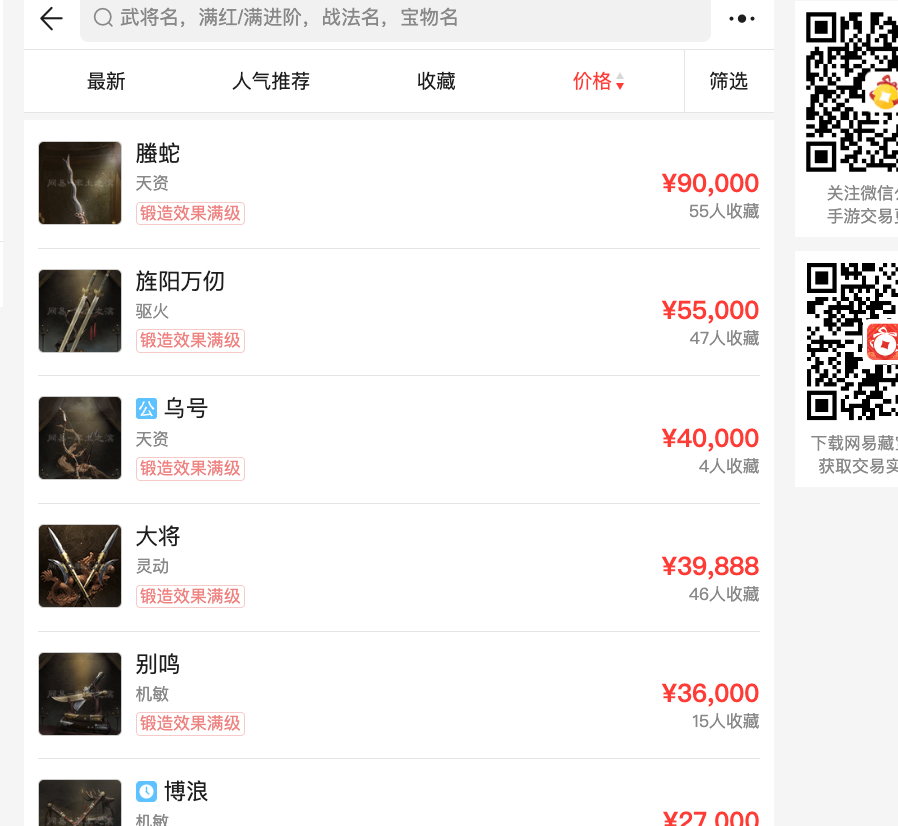 武将名，满红/满进阶，战法名，宝物名
最新
人气推荐
收藏
价格
筛选
螣蛇
天资
锻造效果满级
¥90,000
55人收藏
旌阳万仞
驱火
锻造效果满级
¥55,000
47人收藏
公 乌号
天资
锻造效果满级
¥40,000
4人收藏
大将
灵动
锻造效果满级
¥39,888
46人收藏
别鸣
机敏
锻造效果满级
¥36,000
15人收藏
博浪
机敏
¥27,000
关注微信
手游交易
下载网易藏
获取交易实